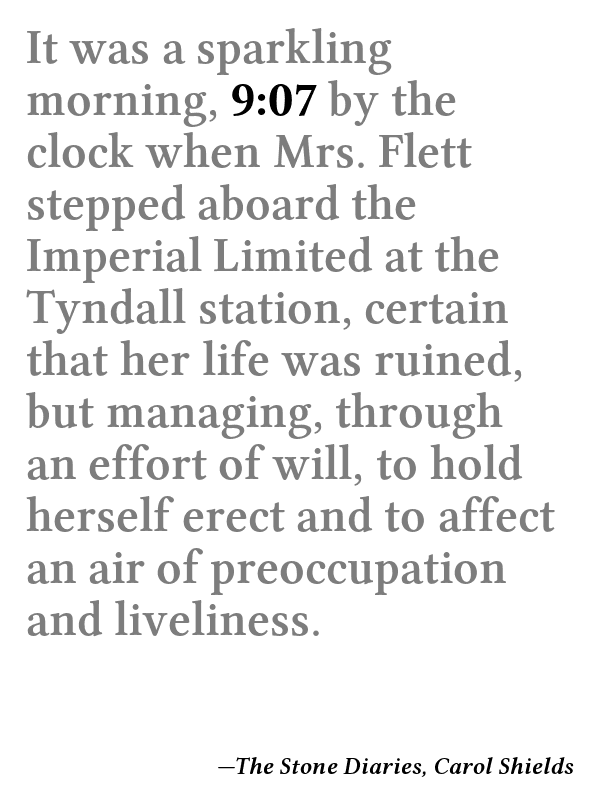 It was a sparkling
morning, 9:07 by the
clock when Mrs. Flett
stepped aboard the
Imperial Limited at the
Tyndall station, certain
that her life was ruined,
but managing, through
an effort of will, to hold
herself erect and to affect
an air of preoccupation
and liveliness.
—The Stone Diaries, Carol Shields